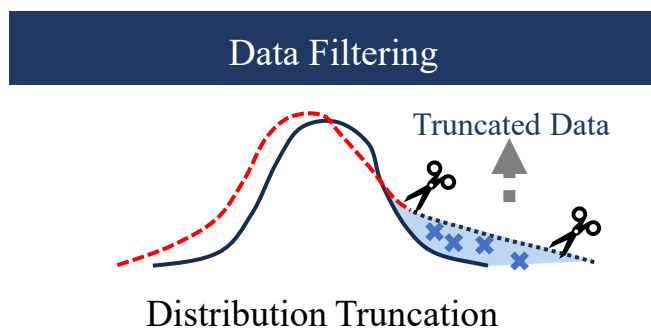 Data Filtering
Truncated Data
Distribution Truncation